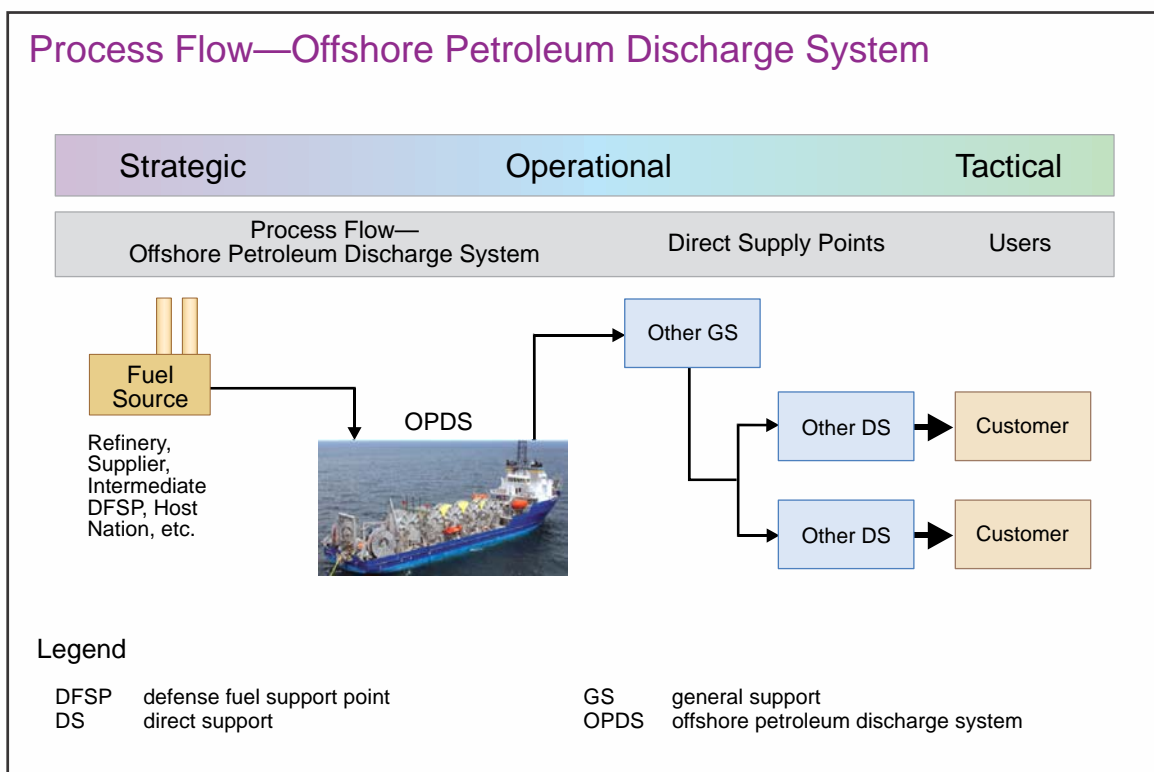 Process Flow—Offshore Petroleum Discharge System
Strategic
Operational
Tactical
Process Flow—
Offshore Petroleum Discharge System
Direct Supply Points
Users
Fuel
Source
Refinery,
Supplier,
Intermediate
DFSP, Host
Nation, etc.
OPDS
Other GS
Other DS
Customer
Other DS
Customer
Legend
DFSP defense fuel support point
DS direct support
GS general support
OPDS offshore petroleum discharge system